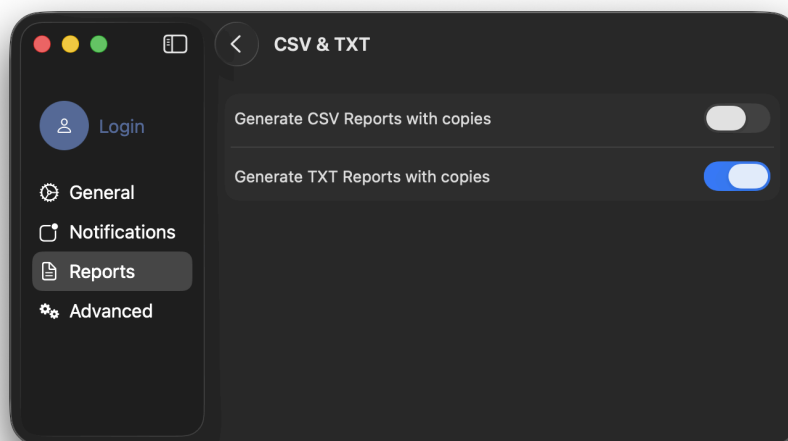 CSV & TXT
Login
General
Notifications
Reports
Advanced
Generate CSV Reports with copies
Generate TXT Reports with copies